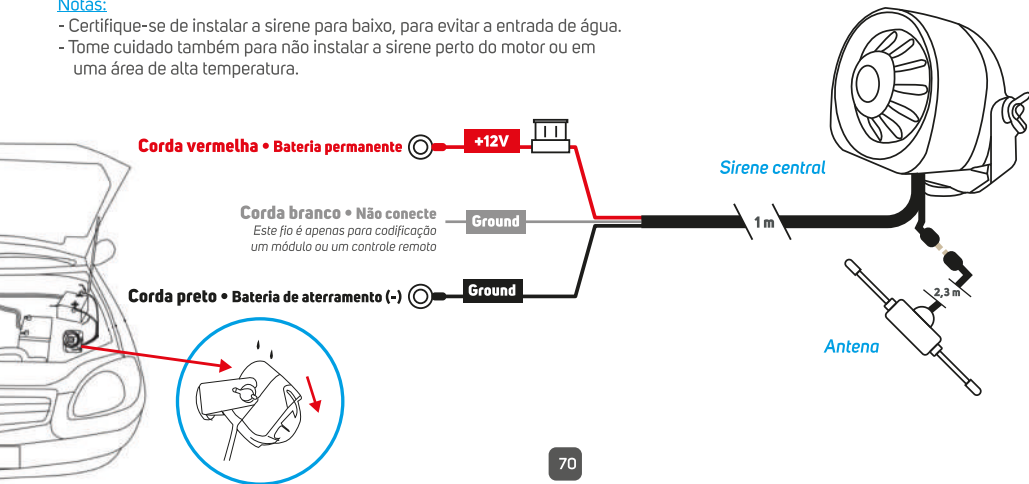 Notas:
- Certifique-se de instalar a sirene para baixo, para evitar a entrada de água.
- Tome cuidado também para não instalar a sirene perto do motor ou em
uma área de alta temperatura.
Corda vermelha • Bateria permanente
+12V
Sirene central
Corda branco • Não conecte
Este fio é apenas para codificação
um módulo ou um controle remoto
Ground
1 m
Corda preto • Bateria de aterramento (-)
Ground
2,3 m
Antena
70